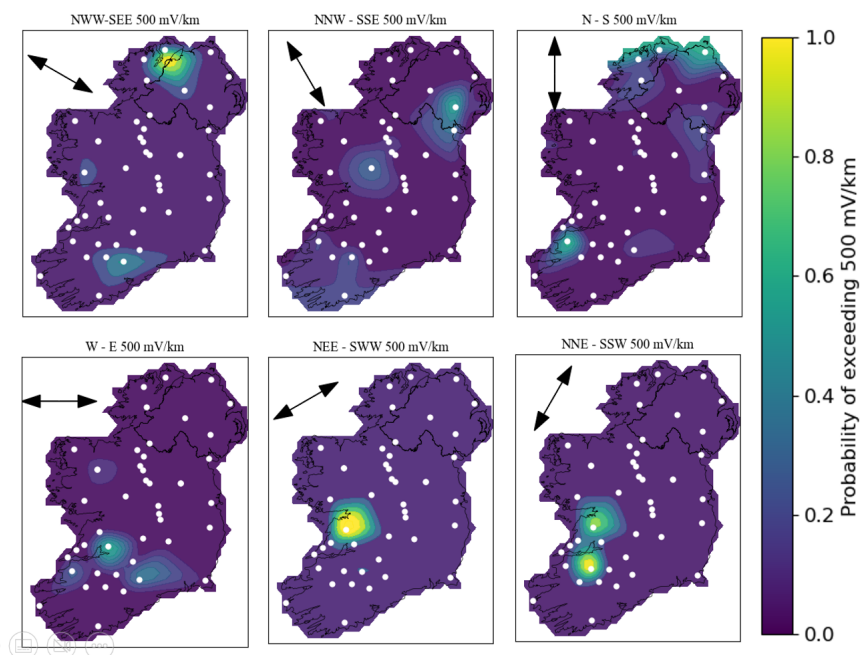 NWW-SEE 500 mV/km
NNW - SSE 500 mV/km
N - S 500 mV/km
W - E 500 mV/km
NEE - SWW 500 mV/km
NNE - SSW 500 mV/km
1.0
0.8
0.6
0.4
0.2
0.0
Probability of exceeding 500 mV/km